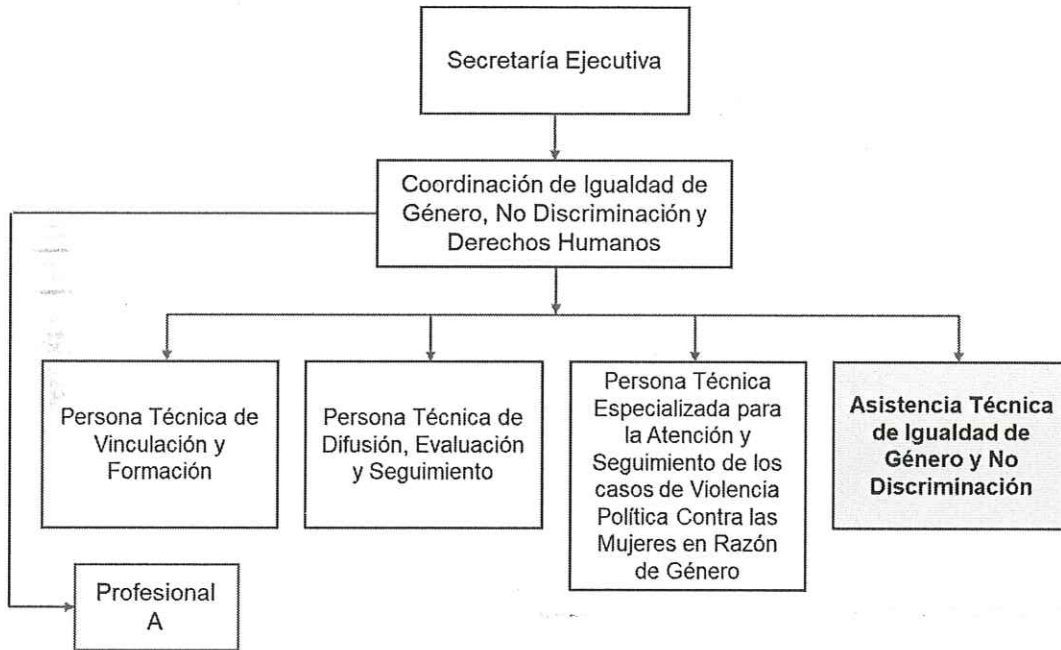 Secretaría Ejecutiva
Coordinación de Igualdad de
Género, No Discriminación y
Derechos Humanos
Persona Técnica de
Vinculación y
Formación
Persona Técnica de
Difusión, Evaluación
y Seguimiento
Persona Técnica
Especializada para
la Atención y
Seguimiento de los
casos de Violencia
Política Contra las
Mujeres en Razón
de Género
Asistencia Técnica
de Igualdad de
Género y No
Discriminación
Profesional
A